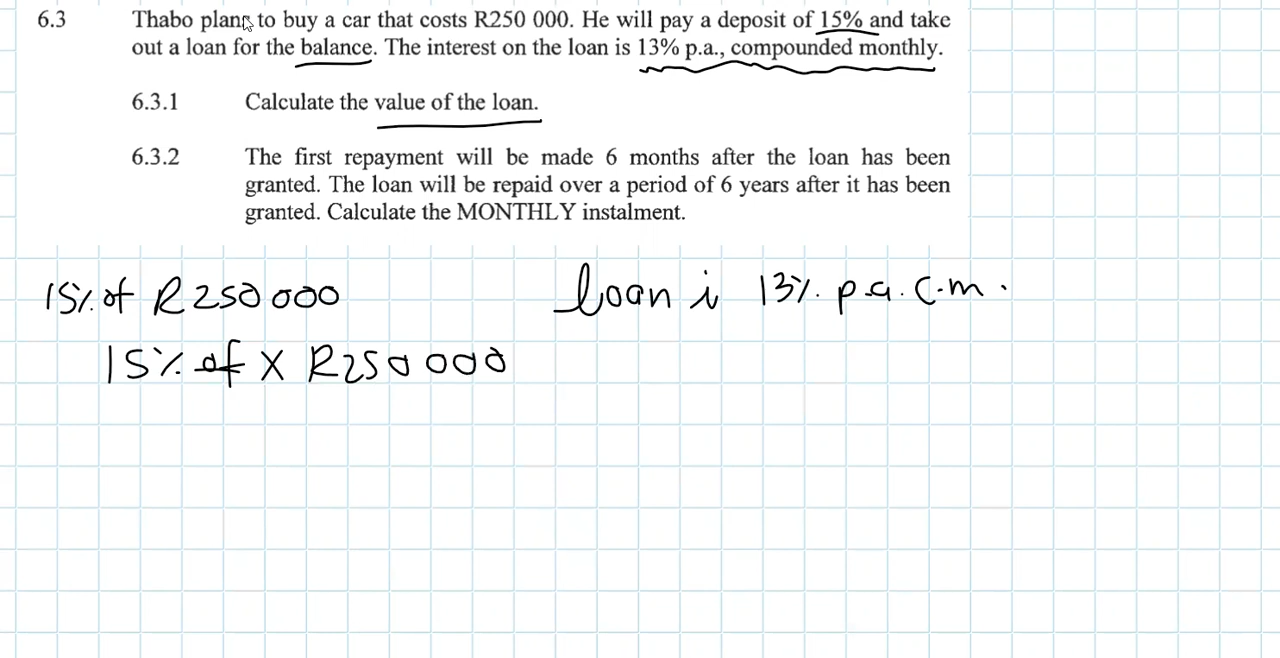 6.3 Thabo plans to buy a car that costs R250 000. He will pay a deposit of 15% and take
out a loan for the balance. The interest on the loan is 13% p.a., compounded monthly.
6.3.1 Calculate the value of the loan.
6.3.2 The first repayment will be made 6 months after the loan has been
granted. The loan will be repaid over a period of 6 years after it has been
granted. Calculate the MONTHLY instalment.
15% of R250 000
loan i 13% p.a. c.m.
15% of X R250 000